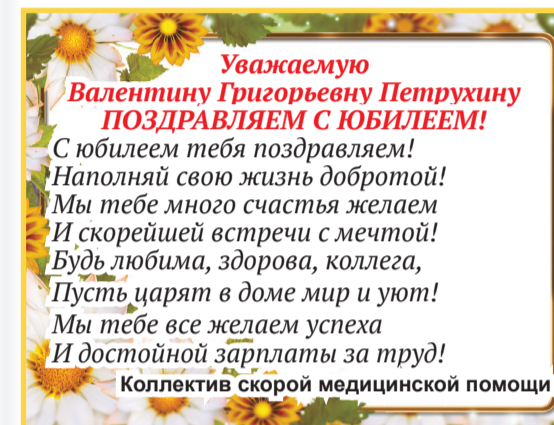 Уважаемую
Валентину Григорьевну Петрухину
ПОЗДРАВЛЯЕМ С ЮБИЛЕЕМ!
С юбилеем тебя поздравляем!
Наполняй свою жизнь добротой!
Мы тебе много счастья желаем
И скорейшей встречи с мечтой!
Будь любима, здорова, коллега,
Пусть царят в доме мир и уют!
Мы тебе все желаем успеха
И достойной зарплаты за труд!
Коллектив скорой медицинской помощи